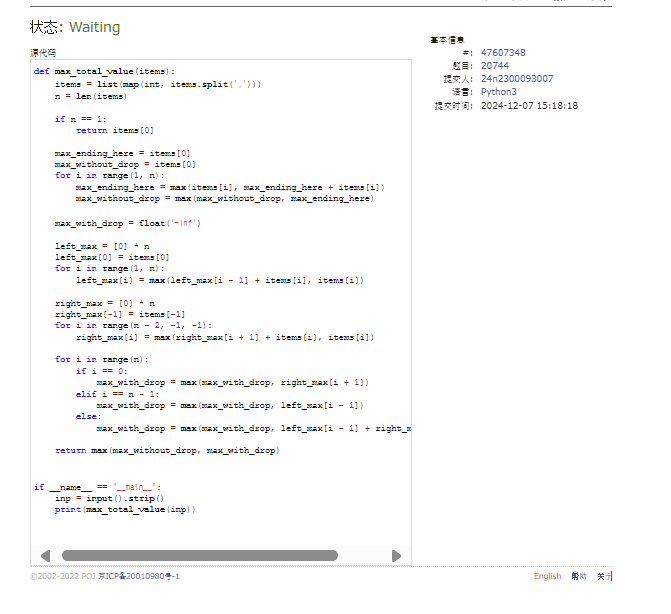 状态: Waiting
源代码
def max_total_value(items):
    items = list(map(int, items.split(',')))
    n = len(items)
    if n == 1:
        return items[0]
    max_ending_here = items[0]
    max_without_drop = items[0]
    for i in range(1, n):
        max_ending_here = max(items[i], max_ending_here + items[i])
        max_without_drop = max(max_without_drop, max_ending_here)
    max_with_drop = float('-inf')
    left_max = [0] * n
    left_max[0] = items[0]
    for i in range(1, n):
        left_max[i] = max(left_max[i - 1] + items[i], items[i])
    right_max = [0] * n
    right_max[-1] = items[-1]
    for i in range(n - 2, -1, -1):
        right_max[i] = max(right_max[i + 1] + items[i], items[i])
    for i in range(n):
        if i == 0:
            max_with_drop = max(max_with_drop, right_max[i + 1])
        elif i == n - 1:
            max_with_drop = max(max_with_drop, left_max[i - 1])
        else:
            max_with_drop = max(max_with_drop, left_max[i - 1] + right_m
    return max(max_without_drop, max_with_drop)
if __name__ == "__main__":
    inp = input().strip()
    print(max_total_value(inp))
基本信息
#: 47607348
题目: 20744
提交人: 24n2300093007
语言: Python3
提交时间: 2024-12-07 15:18:18
©2002-2022 POJ 京ICP备20010980号-1
English 帮助 关于